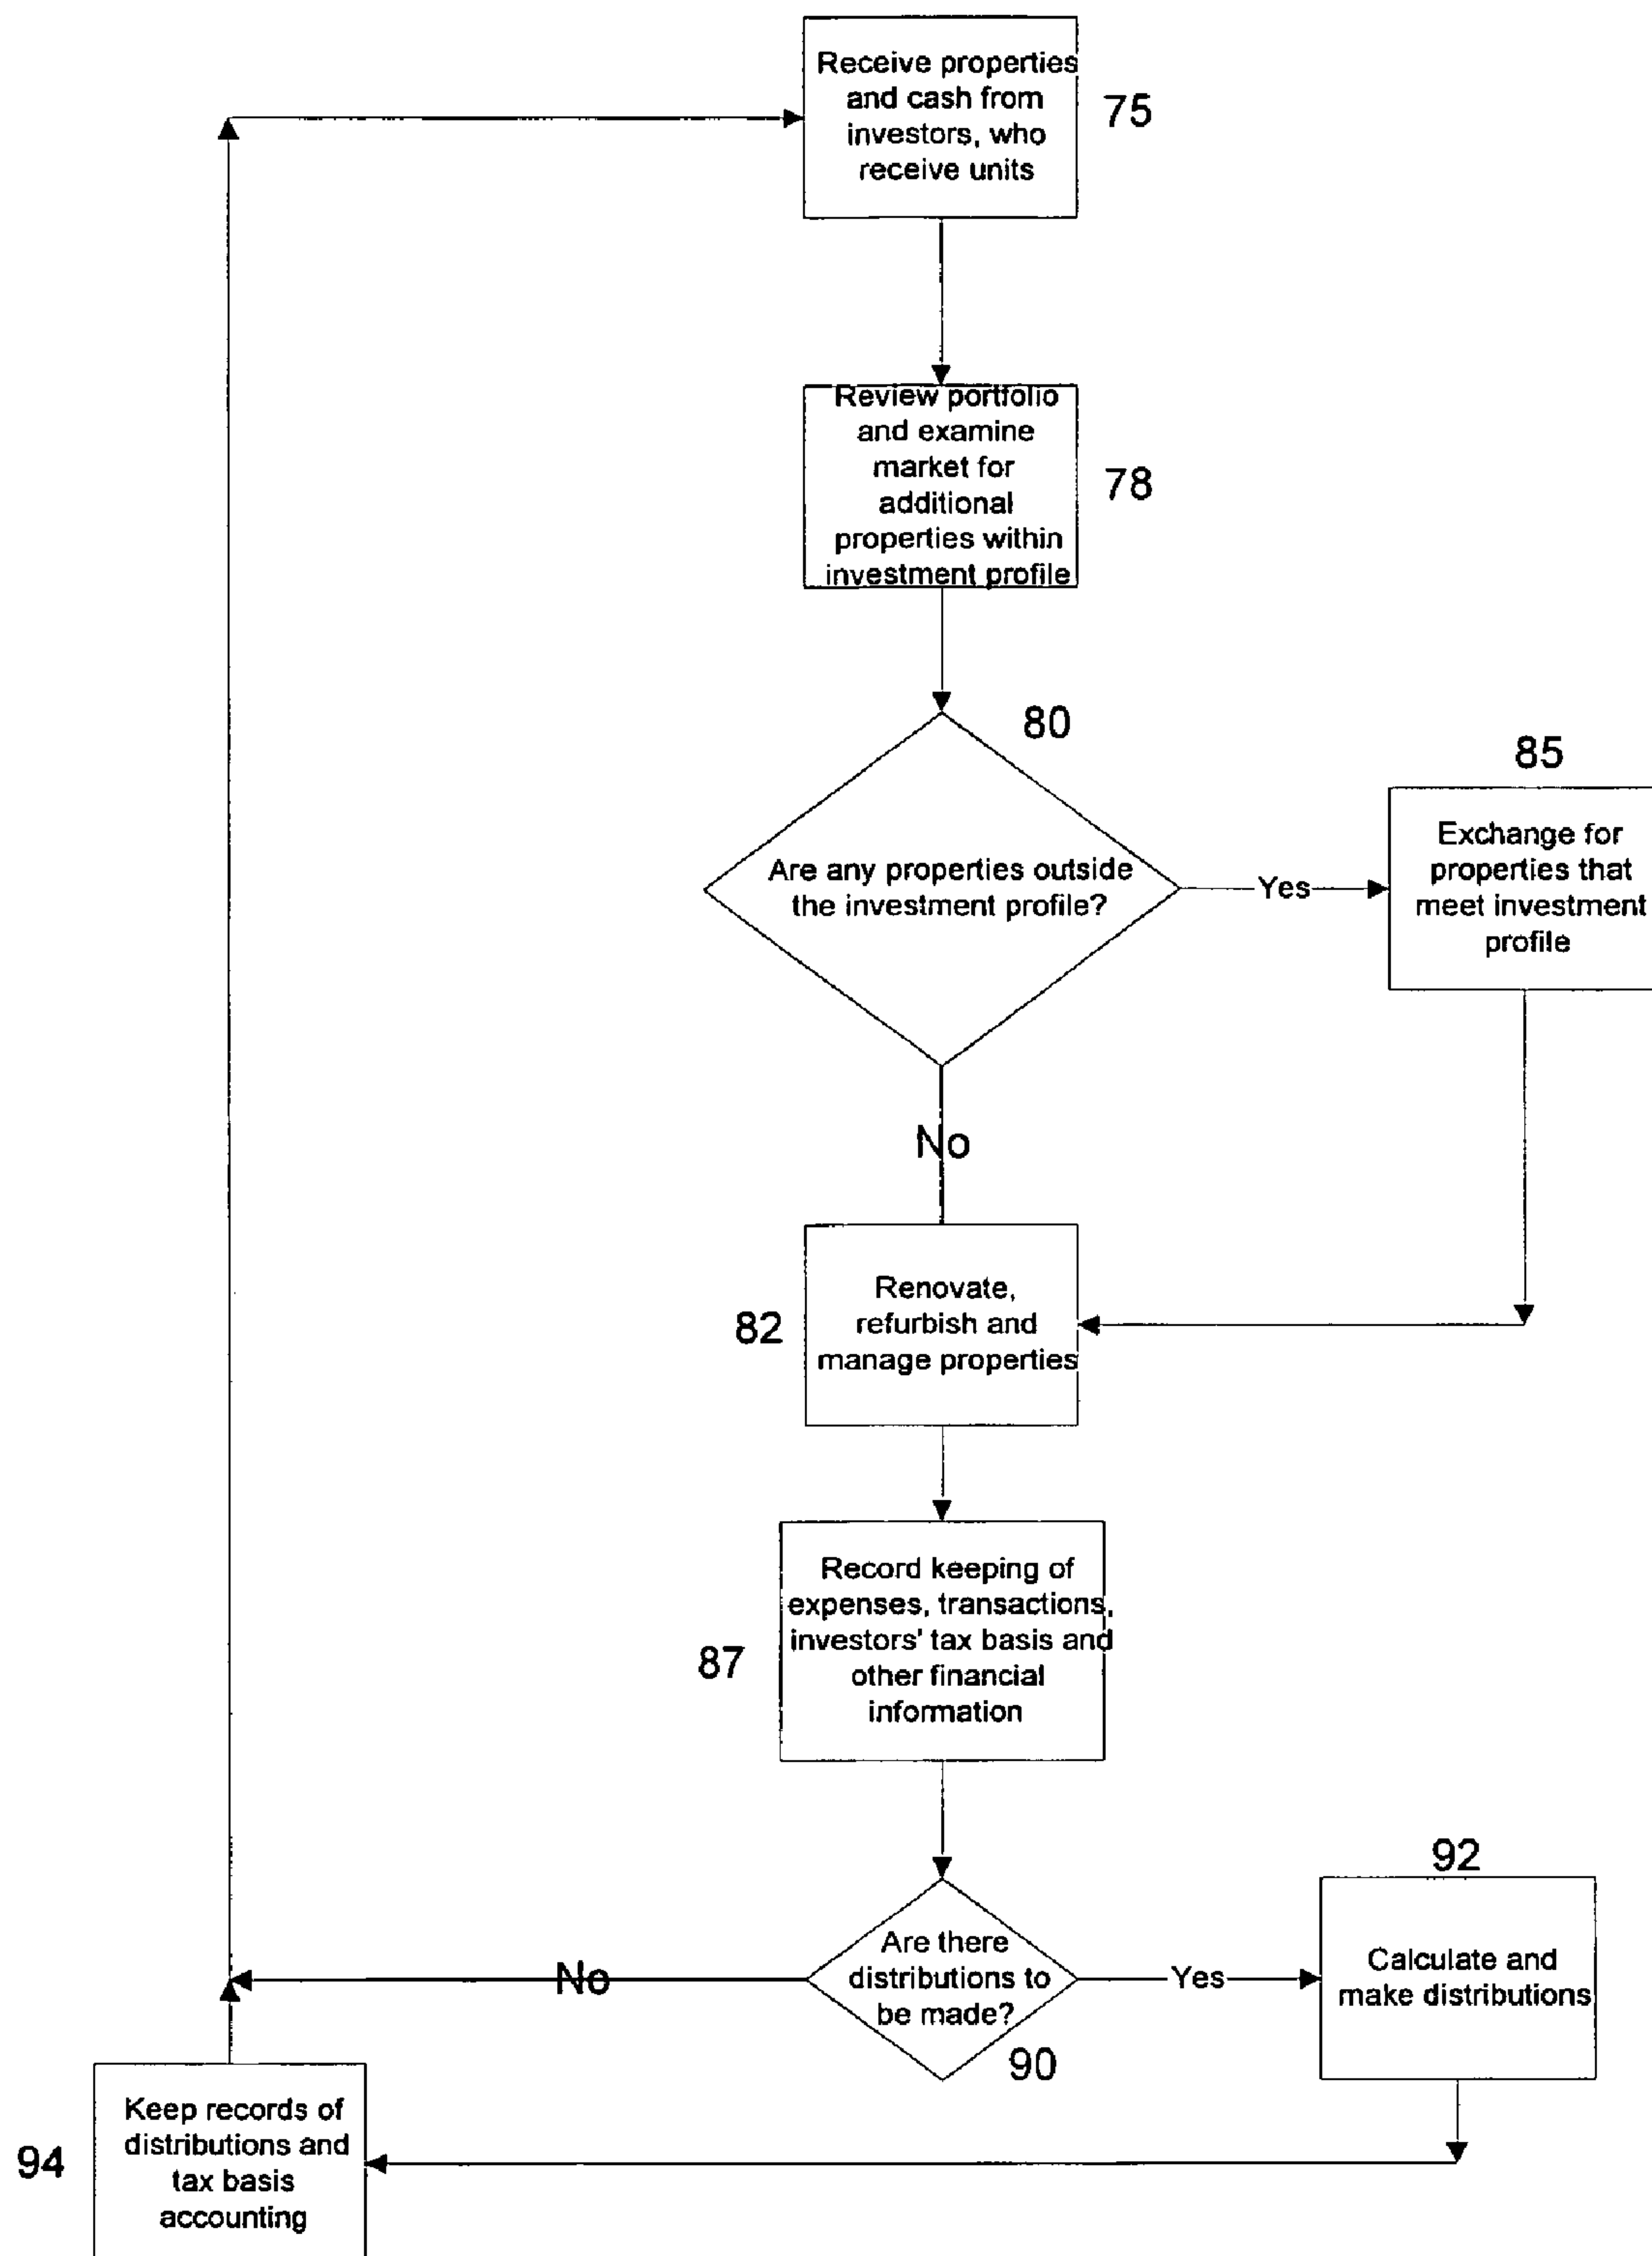 Receive properties
and cash from
investors, who
receive units
75
Review portfolio
and examine
market for
additional
properties within
investment profile
78
80
Are any properties outside
the investment profile?
Yes
85
Exchange for
properties that
meet investment
profile
No
82
Renovate,
refurbish and
manage properties
87
Record keeping of
expenses, transactions,
investors' tax basis and
other financial
information
Are there
distributions to
be made?
90
No
Yes
92
Calculate and
make distributions
94
Keep records of
distributions and
tax basis
accounting